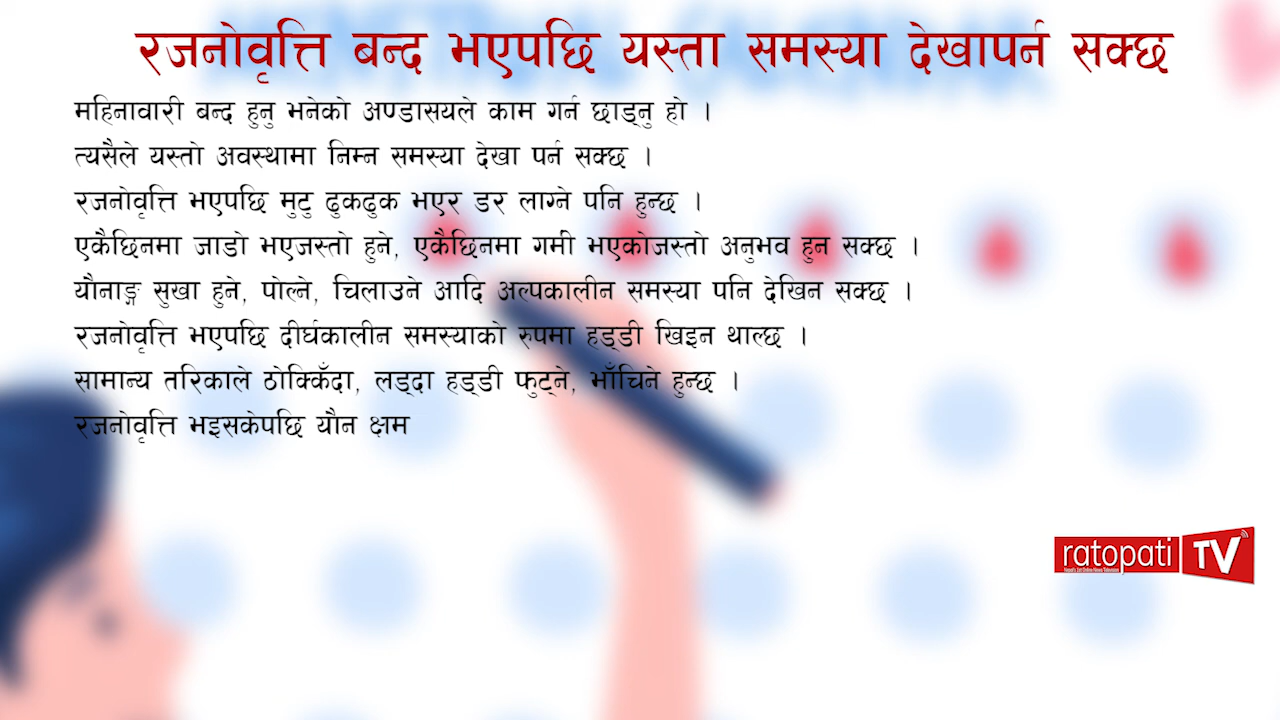 रजनोवृत्ति बन्द भएपछि यस्ता समस्या देखापर्न सक्छ
महिनावारी बन्द हुनु भनेको अण्डासयले काम गर्न छाड्नु हो ।
त्यसैले यस्तो अवस्थामा निम्न समस्या देखा पर्न सक्छ ।
रजनोवृत्ति भएपछि मुटु ढुकढुक भएर डर लाग्ने पनि हुन्छ ।
एकैछिनमा जाडो भएजस्तो हुने, एकैछिनमा गर्मी भएकोजस्तो अनुभव हुन सक्छ ।
यौनाङ्ग सुखा हुने, पोल्ने, चिलाउने आदि अल्पकालीन समस्या पनि देखिन सक्छ ।
रजनोवृत्ति भएपछि दीर्घकालीन समस्याको रुपमा हड्डी खिइन थाल्छ ।
सामान्य तरिकाले ठोक्किँदा, लड्दा हड्डी फुट्ने, भाँचिने हुन्छ ।
रजनोवृत्ति भइसकेपछि यौन क्षम
ratopati TV